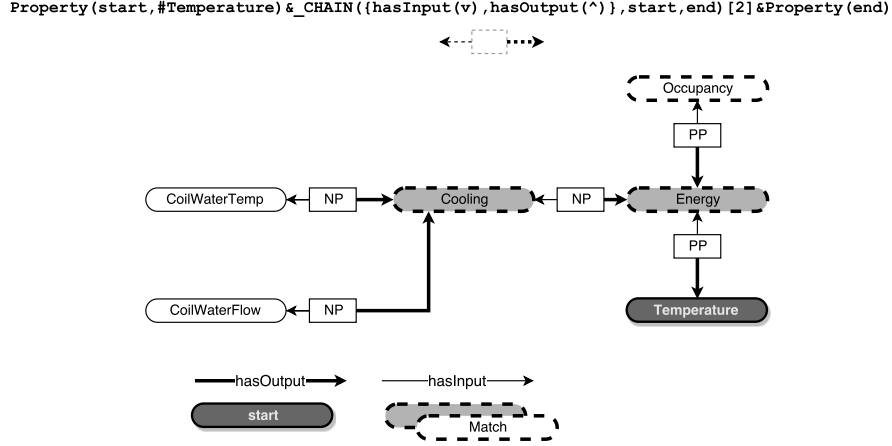 Property(start,#Temperature)&_CHAIN({hasInput(v),hasOutput(^)},start,end)[2]&Property(end)
Occupancy
PP
CoilWaterTemp
NP
Cooling
NP
Energy
PP
CoilWaterFlow
NP
Temperature
hasOutput
hasInput
start
Match